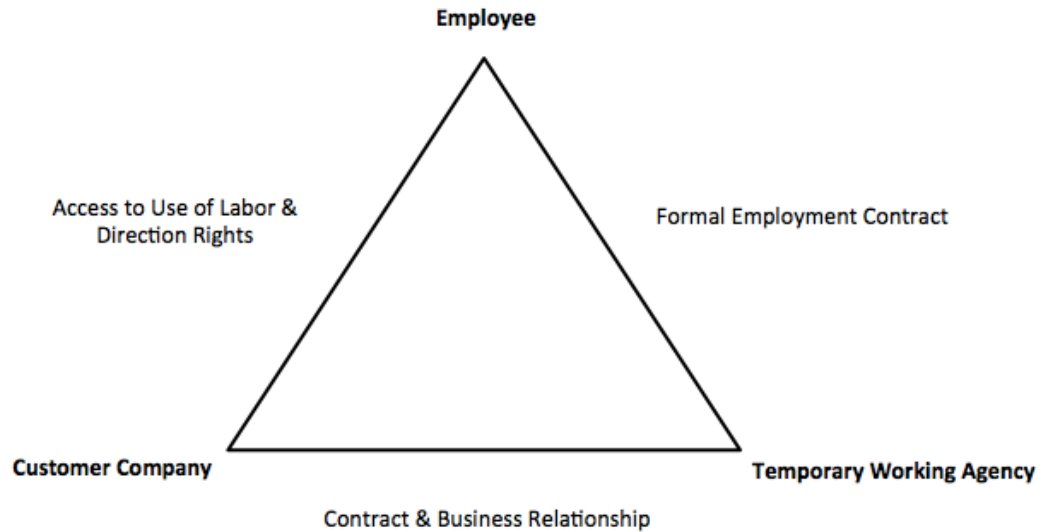 Employee
Access to Use of Labor &
Direction Rights
Formal Employment Contract
Customer Company
Temporary Working Agency
Contract & Business Relationship